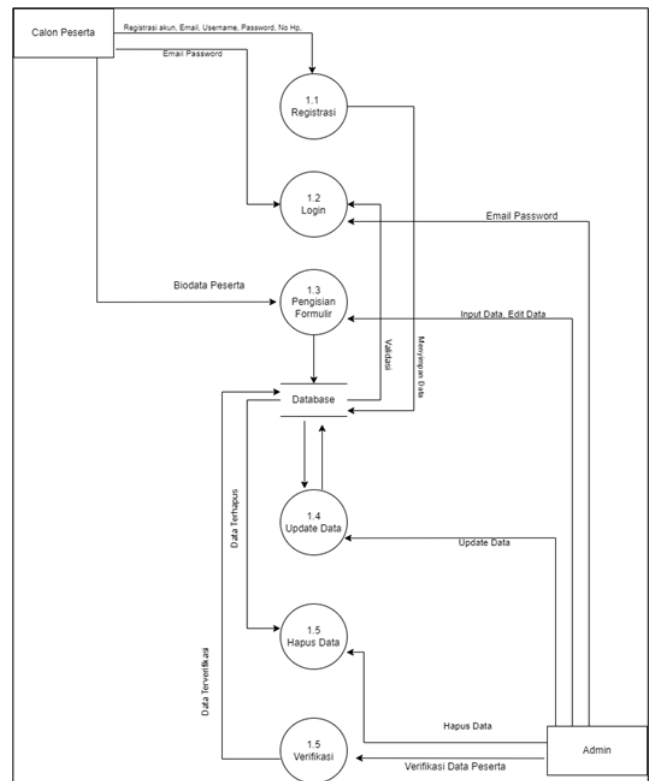 Calon Peserta
Registrasi akun, Email, Username, Password, No Hp,
Email Password
1.1
Registrasi
1.2
Login
Email Password
Biodata Peserta
1.3
Pengisian
Formulir
Input Data, Edit Data
Validasi
Menyimpan Data
Database
Data Terhapus
1.4
Update Data
Update Data
1.5
Hapus Data
Data Terverifikasi
Hapus Data
1.5
Verifikasi
Verifikasi Data Peserta
Admin